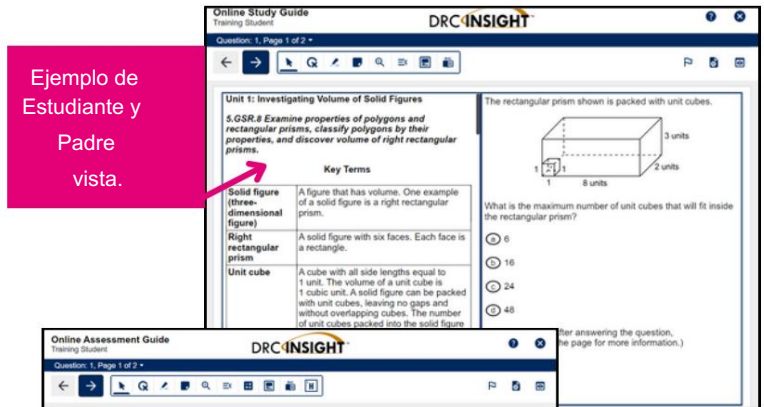 Online Study Guide
Training Student
DRC INSIGHT
Question: 1, Page 1 of 2
Ejemplo de
Estudiante y
Padre
vista.
Unit 1: Investigating Volume of Solid Figures
5.GSR.8 Examine properties of polygons and
rectangular prisms, classify polygons by their
properties, and discover volume of right rectangular
prisms.
Key Terms
Solid figure
(three-
dimensional
figure)
A figure that has volume. One example
of a solid figure is a right rectangular
prism.
Right
rectangular
prism
A solid figure with six faces. Each face is
a rectangle.
Unit cube
A cube with all side lengths equal to
1 unit. The volume of a unit cube is
1 cubic unit. A solid figure can be packed
with unit cubes, leaving no gaps and
without overlapping cubes. The number
of unit cubes packed into the solid figure
The rectangular prism shown is packed with unit cubes.
3 units
2 units
8 units
1
1
1
What is the maximum number of unit cubes that will fit inside
the rectangular prism?
a 6
b 16
c 24
d 48
fter answering the question,
he page for more information.)
Online Assessment Guide
Training Student
DRC INSIGHT
Question: 1, Page 1 of 2